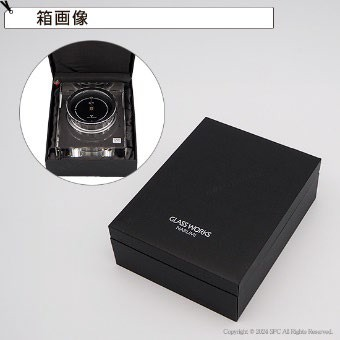 箱画像
GLASS WORKS
NARUMI
Copyright © 2024 SPC All Rights Reserved.